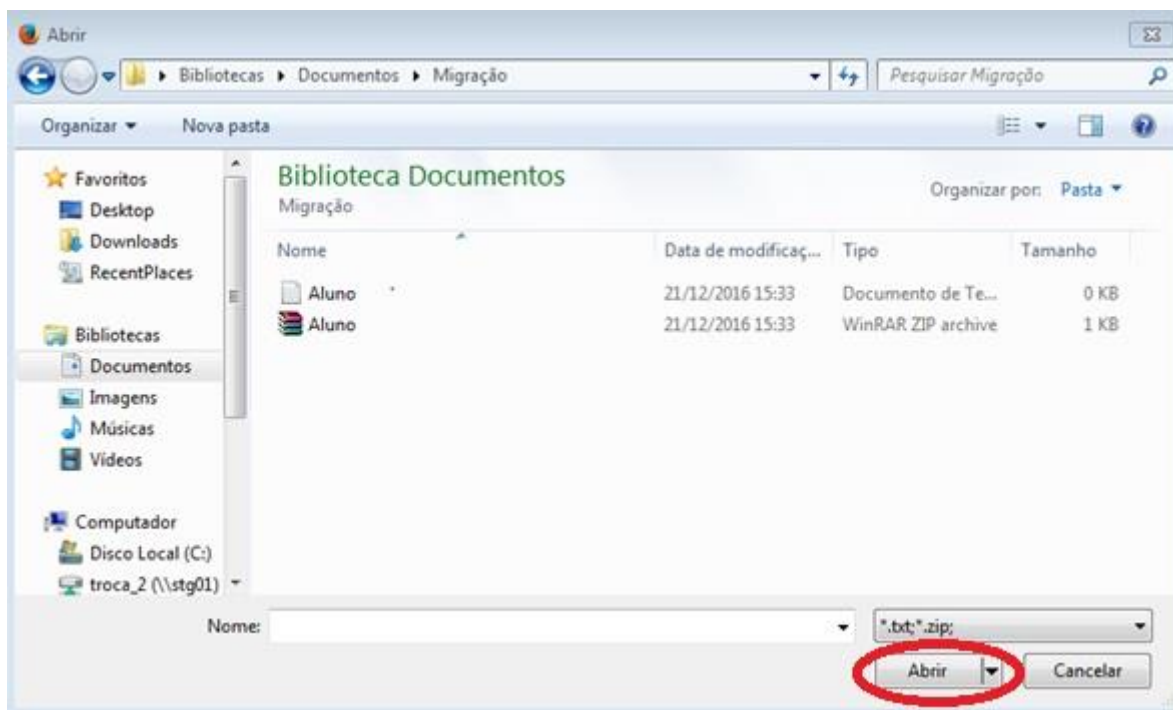 Abrir
Bibliotecas Documentos Migração
Pesquisar Migração
Organizar Nova pasta
Favoritos
Desktop
Downloads
RecentPlaces
Bibliotecas
Documentos
Imagens
Músicas
Vídeos
Computador
Disco Local (C:)
troca_2 (\\stg01)
Biblioteca Documentos
Migração
Organizar por: Pasta
Nome Data de modificaç... Tipo Tamanho
Aluno 21/12/2016 15:33 Documento de Te... 0 KB
Aluno 21/12/2016 15:33 WinRAR ZIP archive 1 KB
Nome:
*.txt;*.zip;
Abrir Cancelar